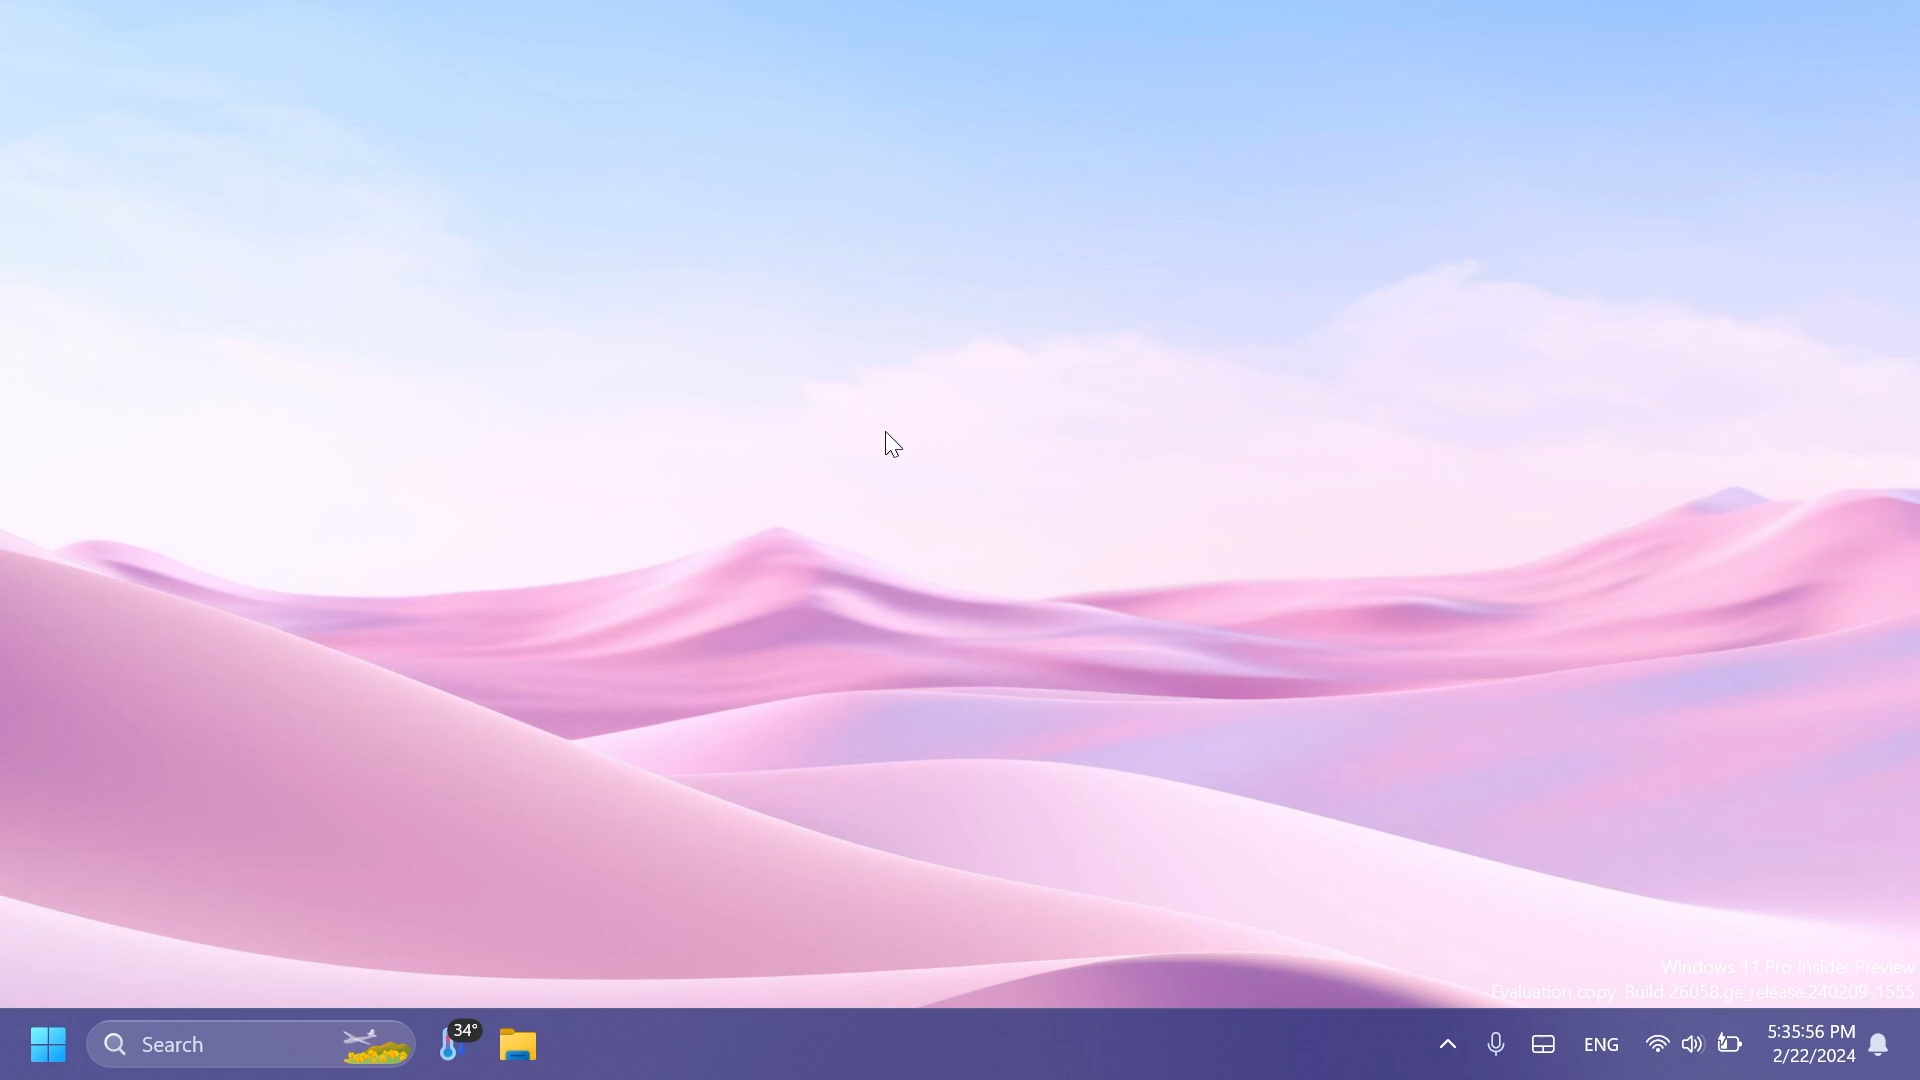 Windows 11 Pro Insider Preview
Evaluation copy. Build 26058.ge_release.240209-1555
Search
34°
ENG
5:35:56 PM
2/22/2024